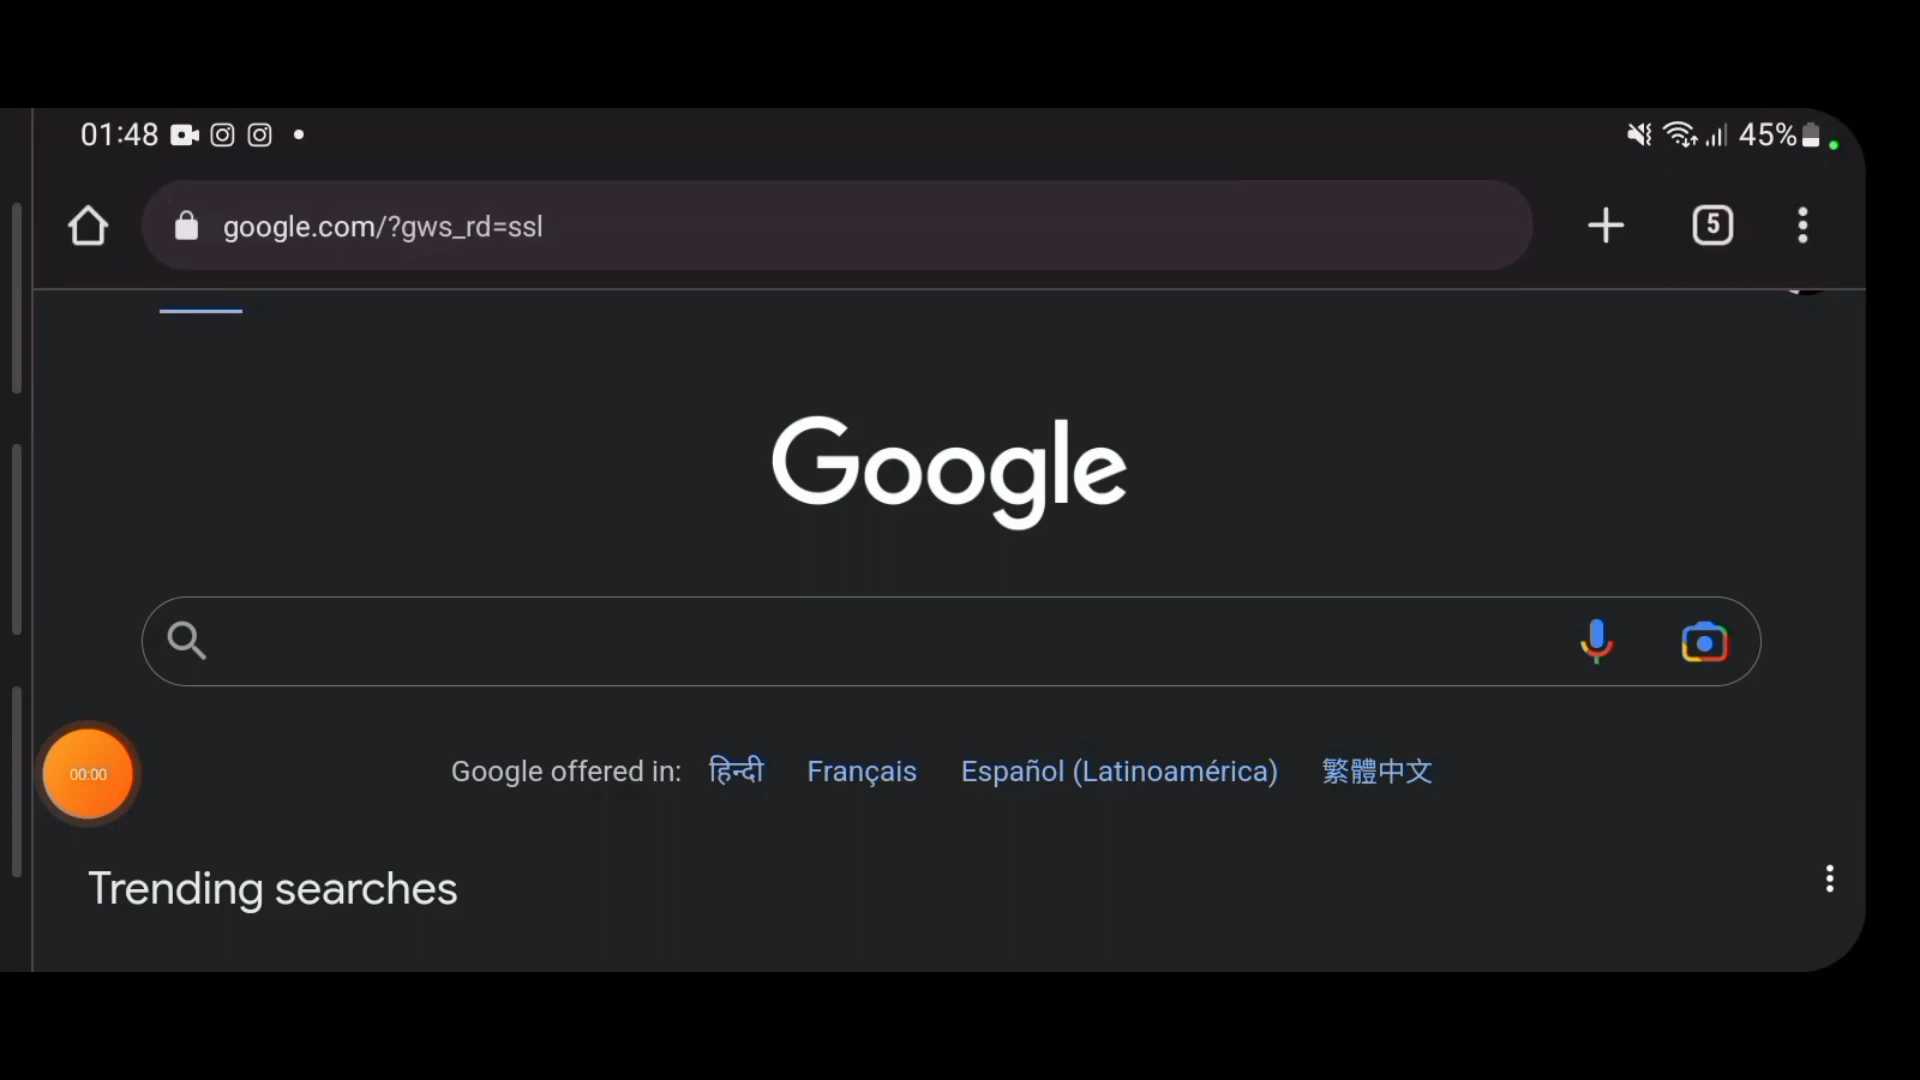 01:48
45%
google.com/?gws_rd=ssl
5
Google
00:00
Google offered in: हिन्दी Français Español (Latinoamérica) 繁體中文
Trending searches